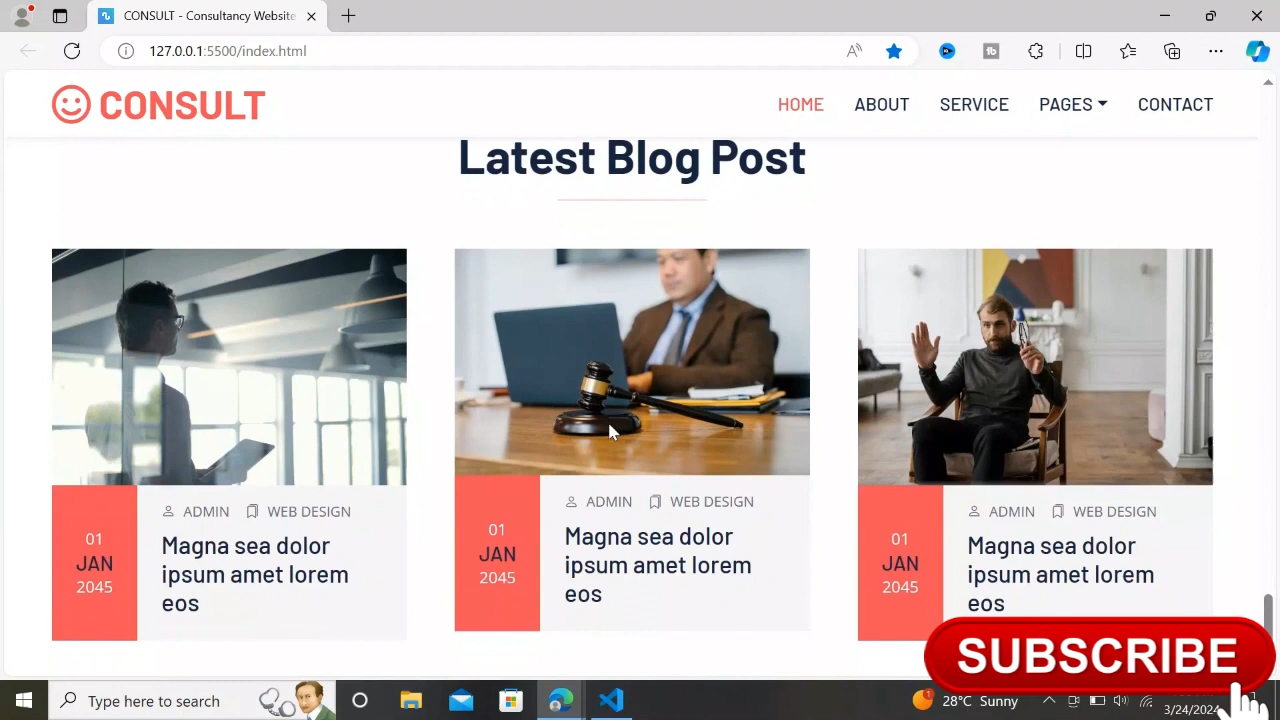 CONSULT - Consultancy Website
127.0.0.1:5500/index.html
CONSULT
HOME
ABOUT
SERVICE
PAGES
CONTACT
Latest Blog Post
01
JAN
2045
ADMIN
WEB DESIGN
Magna sea dolor
ipsum amet lorem
eos
01
JAN
2045
ADMIN
WEB DESIGN
Magna sea dolor
ipsum amet lorem
eos
01
JAN
2045
ADMIN
WEB DESIGN
Magna sea dolor
ipsum amet lorem
eos
SUBSCRIBE
Type here to search
28°C Sunny
3/24/2024